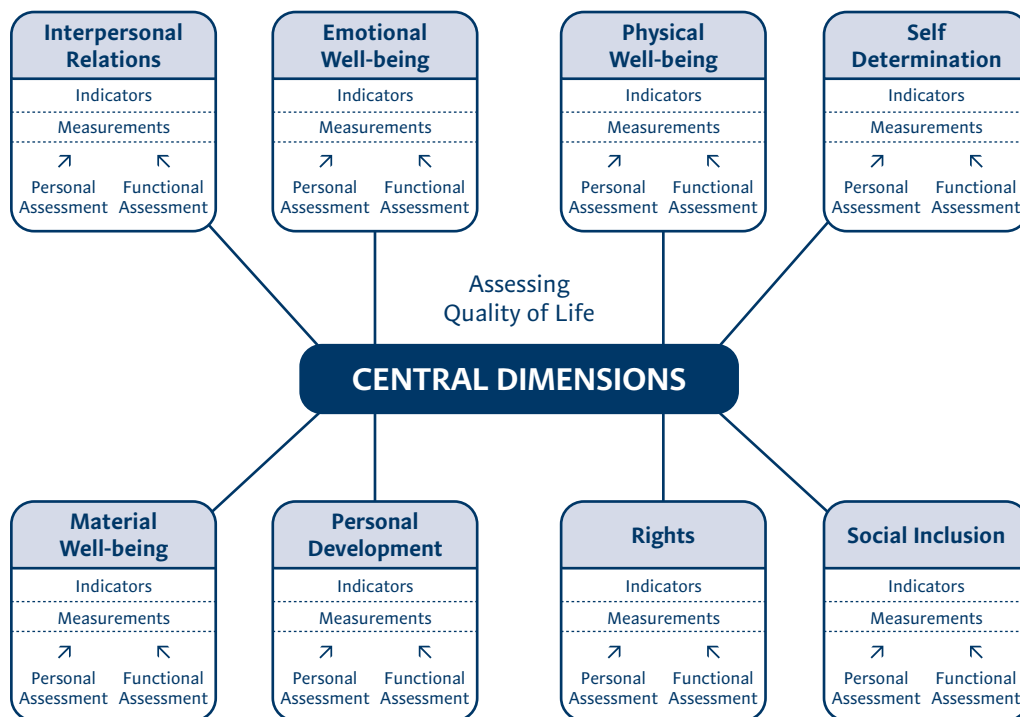 Interpersonal
Relations
Indicators
Measurements
Personal
Assessment
Functional
Assessment
Emotional
Well-being
Indicators
Measurements
Personal
Assessment
Functional
Assessment
Physical
Well-being
Indicators
Measurements
Personal
Assessment
Functional
Assessment
Self
Determination
Indicators
Measurements
Personal
Assessment
Functional
Assessment
Assessing
Quality of Life
CENTRAL DIMENSIONS
Material
Well-being
Indicators
Measurements
Personal
Assessment
Functional
Assessment
Personal
Development
Indicators
Measurements
Personal
Assessment
Functional
Assessment
Rights
Indicators
Measurements
Personal
Assessment
Functional
Assessment
Social Inclusion
Indicators
Measurements
Personal
Assessment
Functional
Assessment